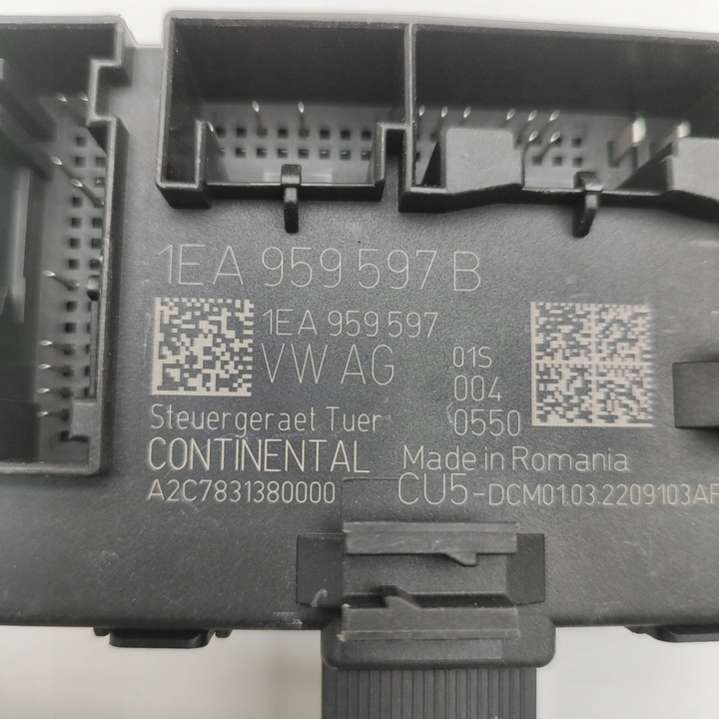 1EA 959 597 B
1EA 959 597
VW AG
01S
004
0550
Steuergeraet Tuer
CONTINENTAL
Made in Romania
A2C7831380000
CU5-DCM01.03.2209103AF